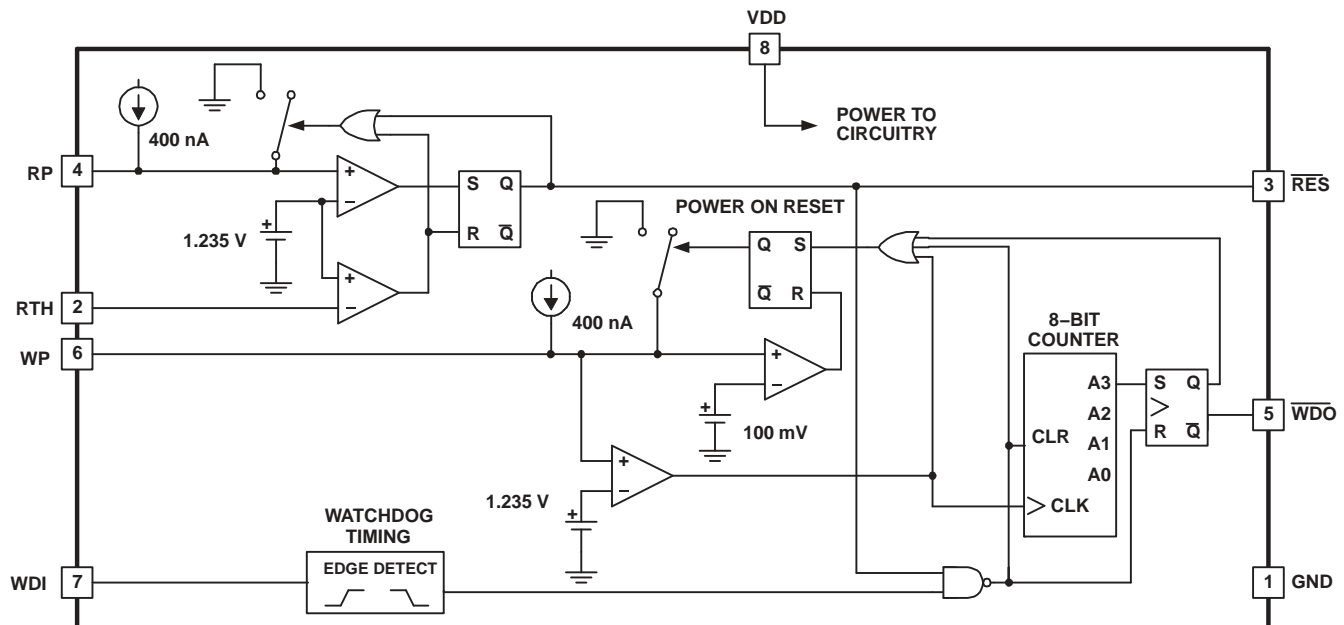 VDD
8
POWER TO
CIRCUITRY
400 nA
RP
4
+
−
S Q
R Q̅
3
R̅E̅S̅
1.235 V
+
POWER ON RESET
+
−
RTH
2
Q S
Q̅ R
400 nA
WP
6
8−BIT
COUNTER
+
−
A3
A2
A1
A0
CLR
CLK
S Q
R Q̅
5
W̅D̅O̅
+
100 mV
+
−
1.235 V
+
WATCHDOG
TIMING
EDGE DETECT
WDI
7
1
GND